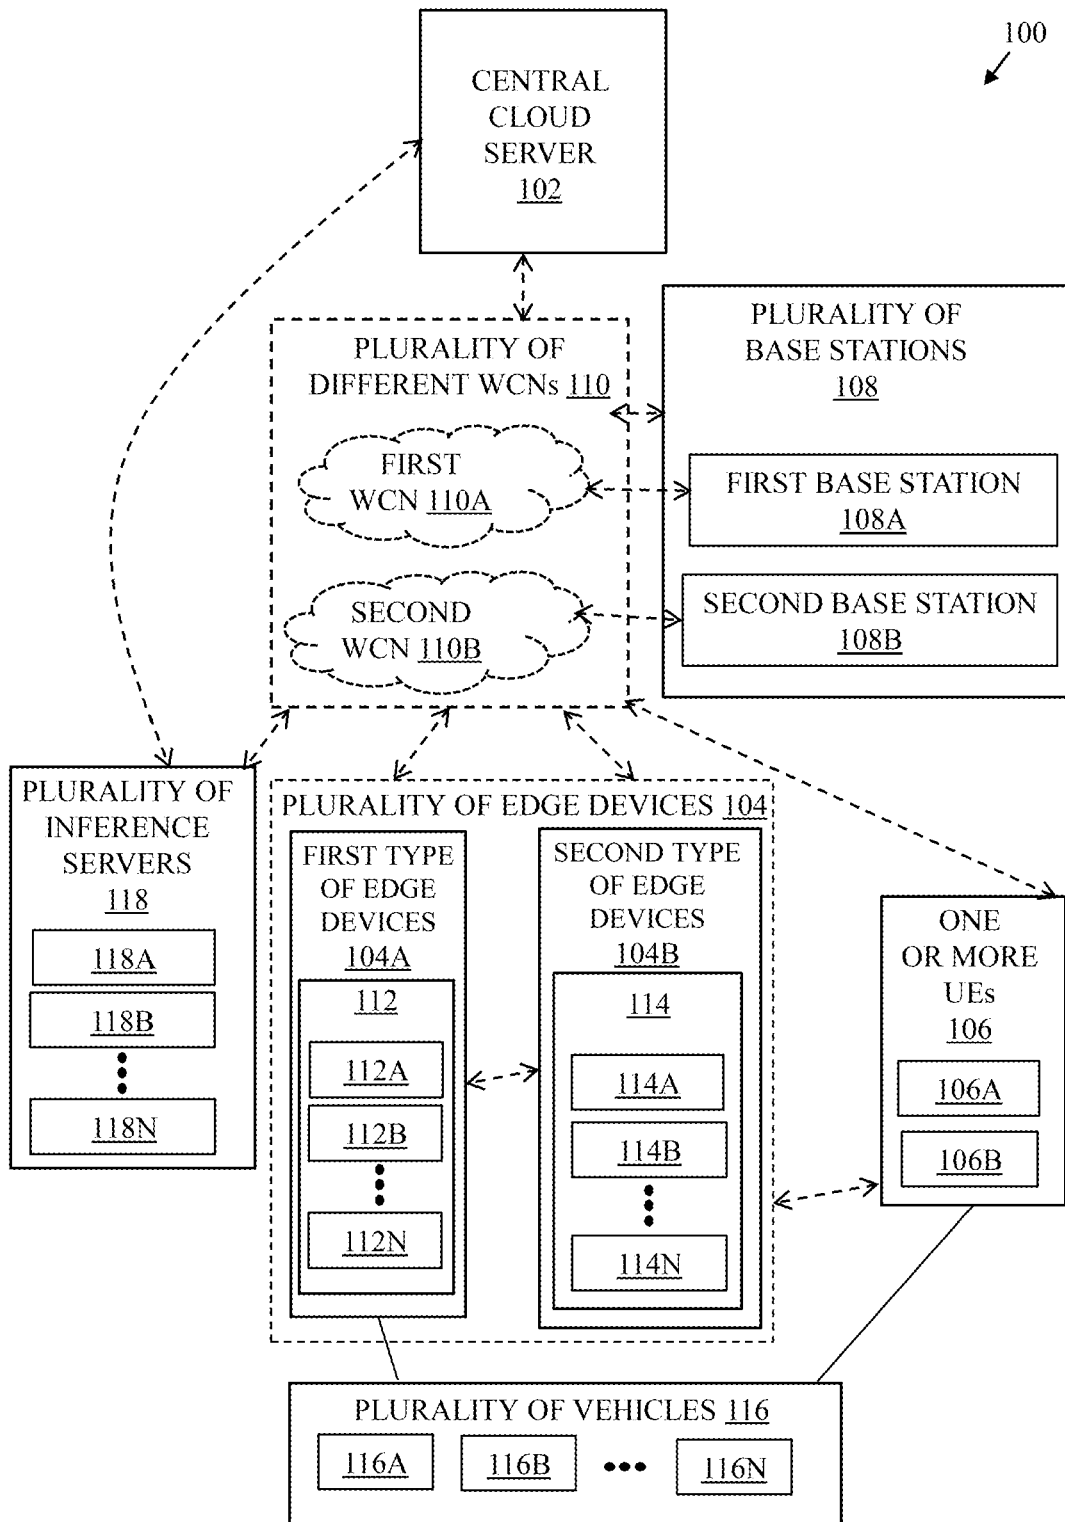 100
CENTRAL
CLOUD
SERVER
102
PLURALITY OF
DIFFERENT WCNs 110
FIRST
WCN 110A
SECOND
WCN 110B
PLURALITY OF
BASE STATIONS
108
FIRST BASE STATION
108A
SECOND BASE STATION
108B
PLURALITY OF
INFERENCE
SERVERS
118
118A
118B
118N
PLURALITY OF EDGE DEVICES 104
FIRST TYPE
OF EDGE
DEVICES
104A
112
112A
112B
112N
SECOND TYPE
OF EDGE
DEVICES
104B
114
114A
114B
114N
ONE
OR MORE
UEs
106
106A
106B
PLURALITY OF VEHICLES 116
116A
116B
116N